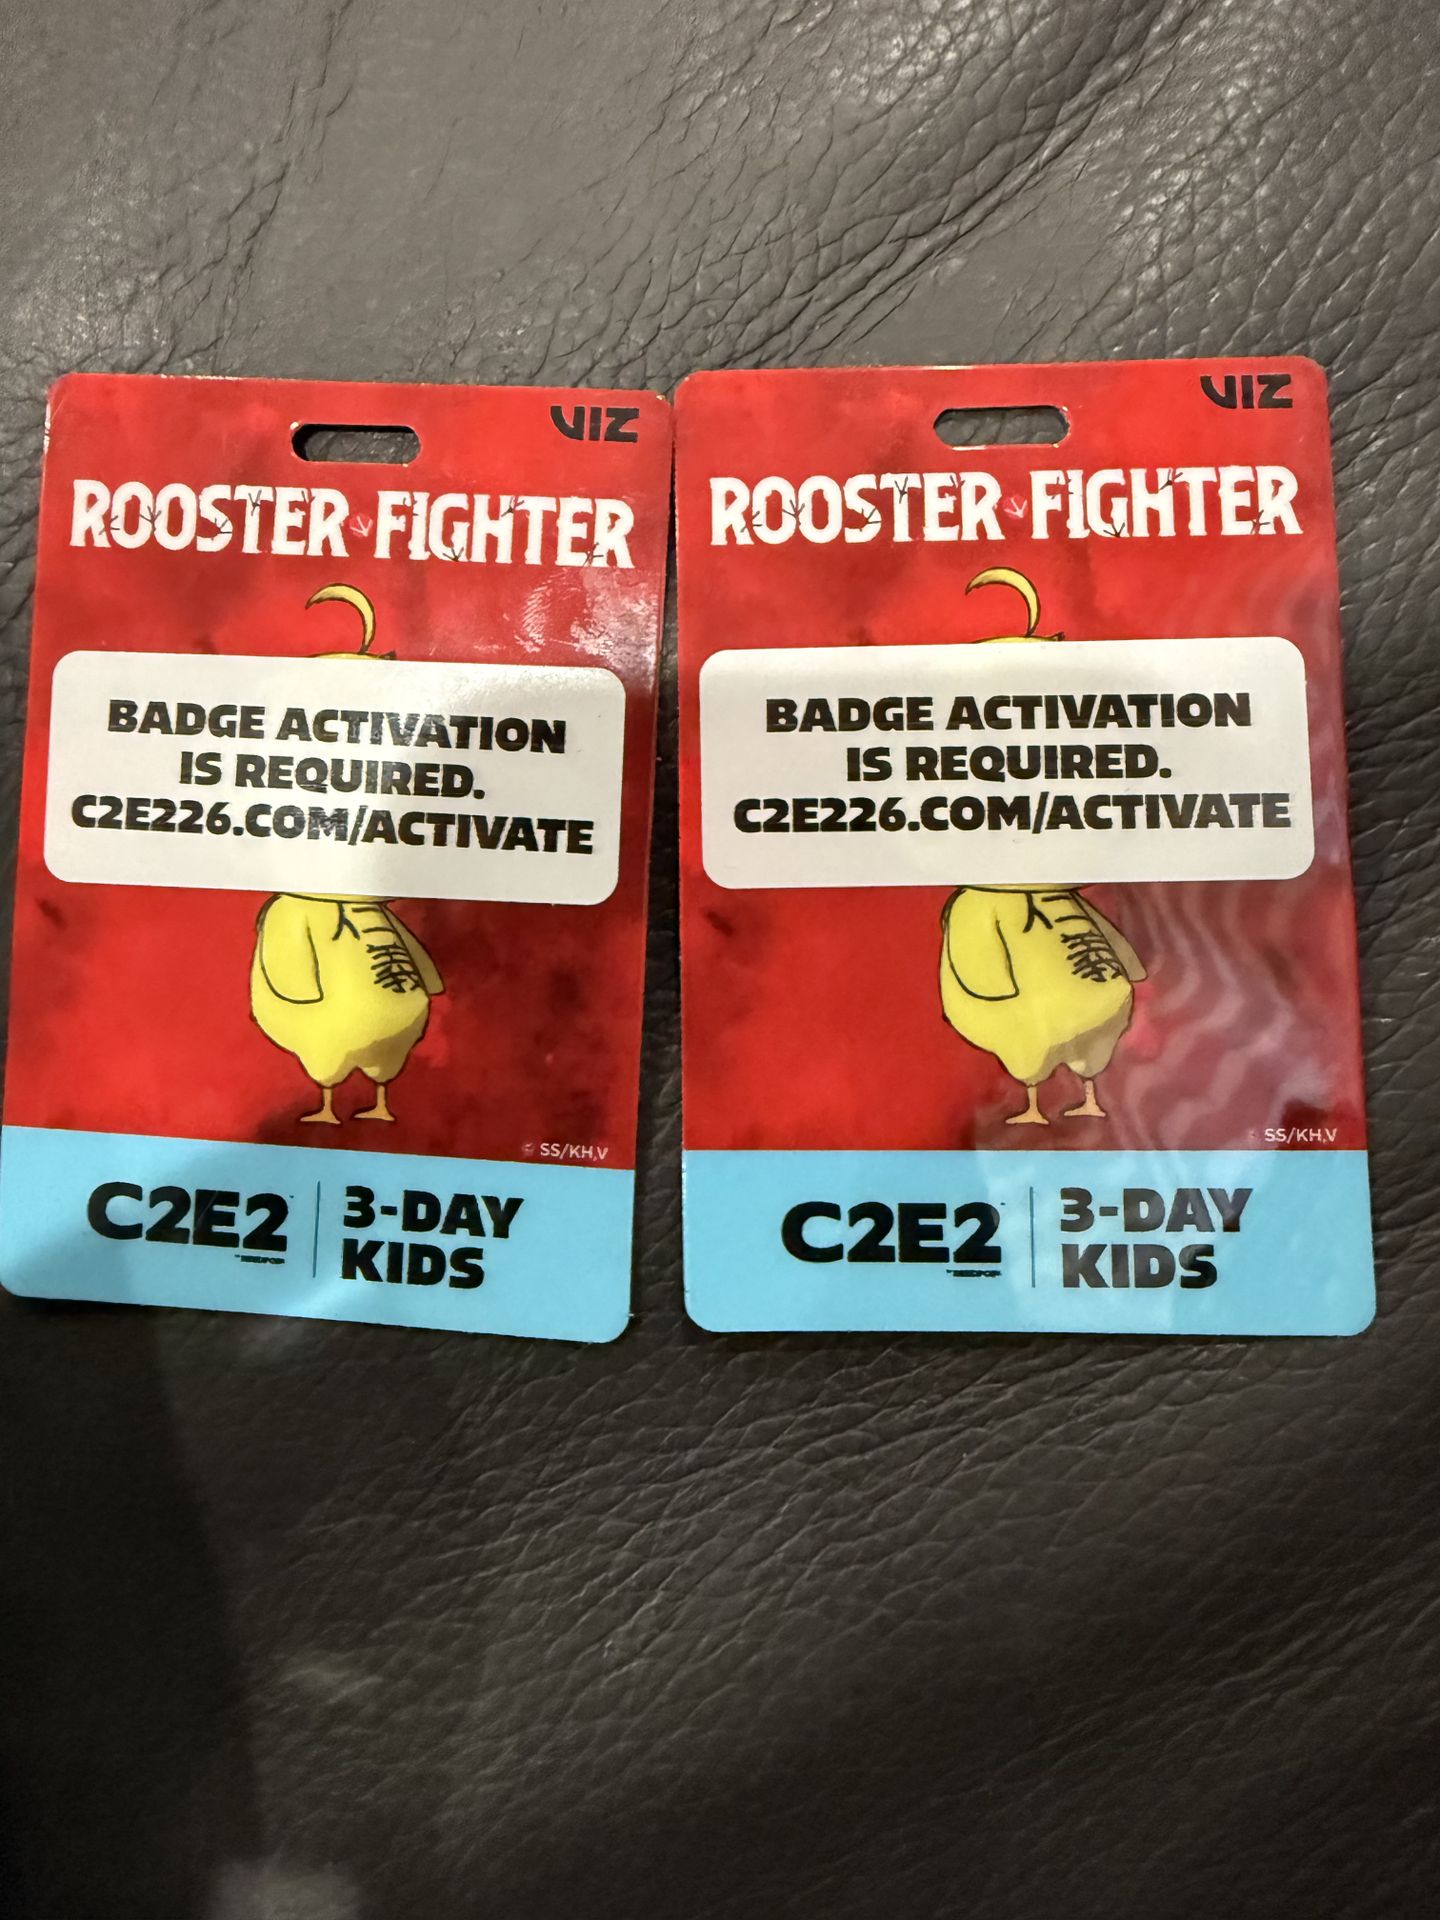 VIZ
ROOSTER FIGHTER
BADGE ACTIVATION
IS REQUIRED.
C2E226.COM/ACTIVATE
© SS/KH,V
C2E2
3-DAY
KIDS
VIZ
ROOSTER FIGHTER
BADGE ACTIVATION
IS REQUIRED.
C2E226.COM/ACTIVATE
© SS/KH,V
C2E2
3-DAY
KIDS